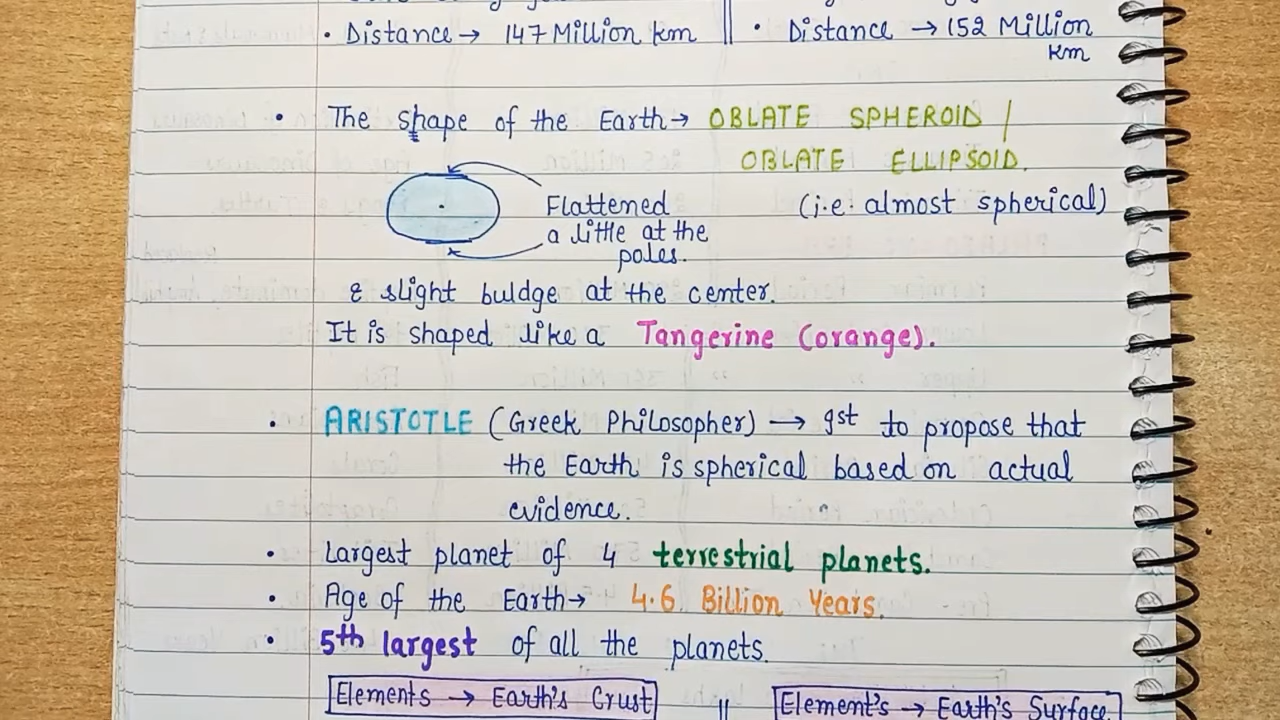 • Distance → 147 Million km || • Distance → 152 Million km
• The shape of the Earth → OBLATE SPHEROID /
OBLATE ELLIPSOID.
Flattened (i.e. almost spherical)
a little at the
poles.
& slight buldge at the center.
It is shaped like a Tangerine (orange).
• ARISTOTLE (Greek Philosopher) → 1st to propose that
the Earth is spherical based on actual
evidence.
• Largest planet of 4 terrestrial planets.
• Age of the Earth → 4.6 Billion Years.
• 5th largest of all the planets.
Elements → Earth's Crust || Element's → Earth's Surface